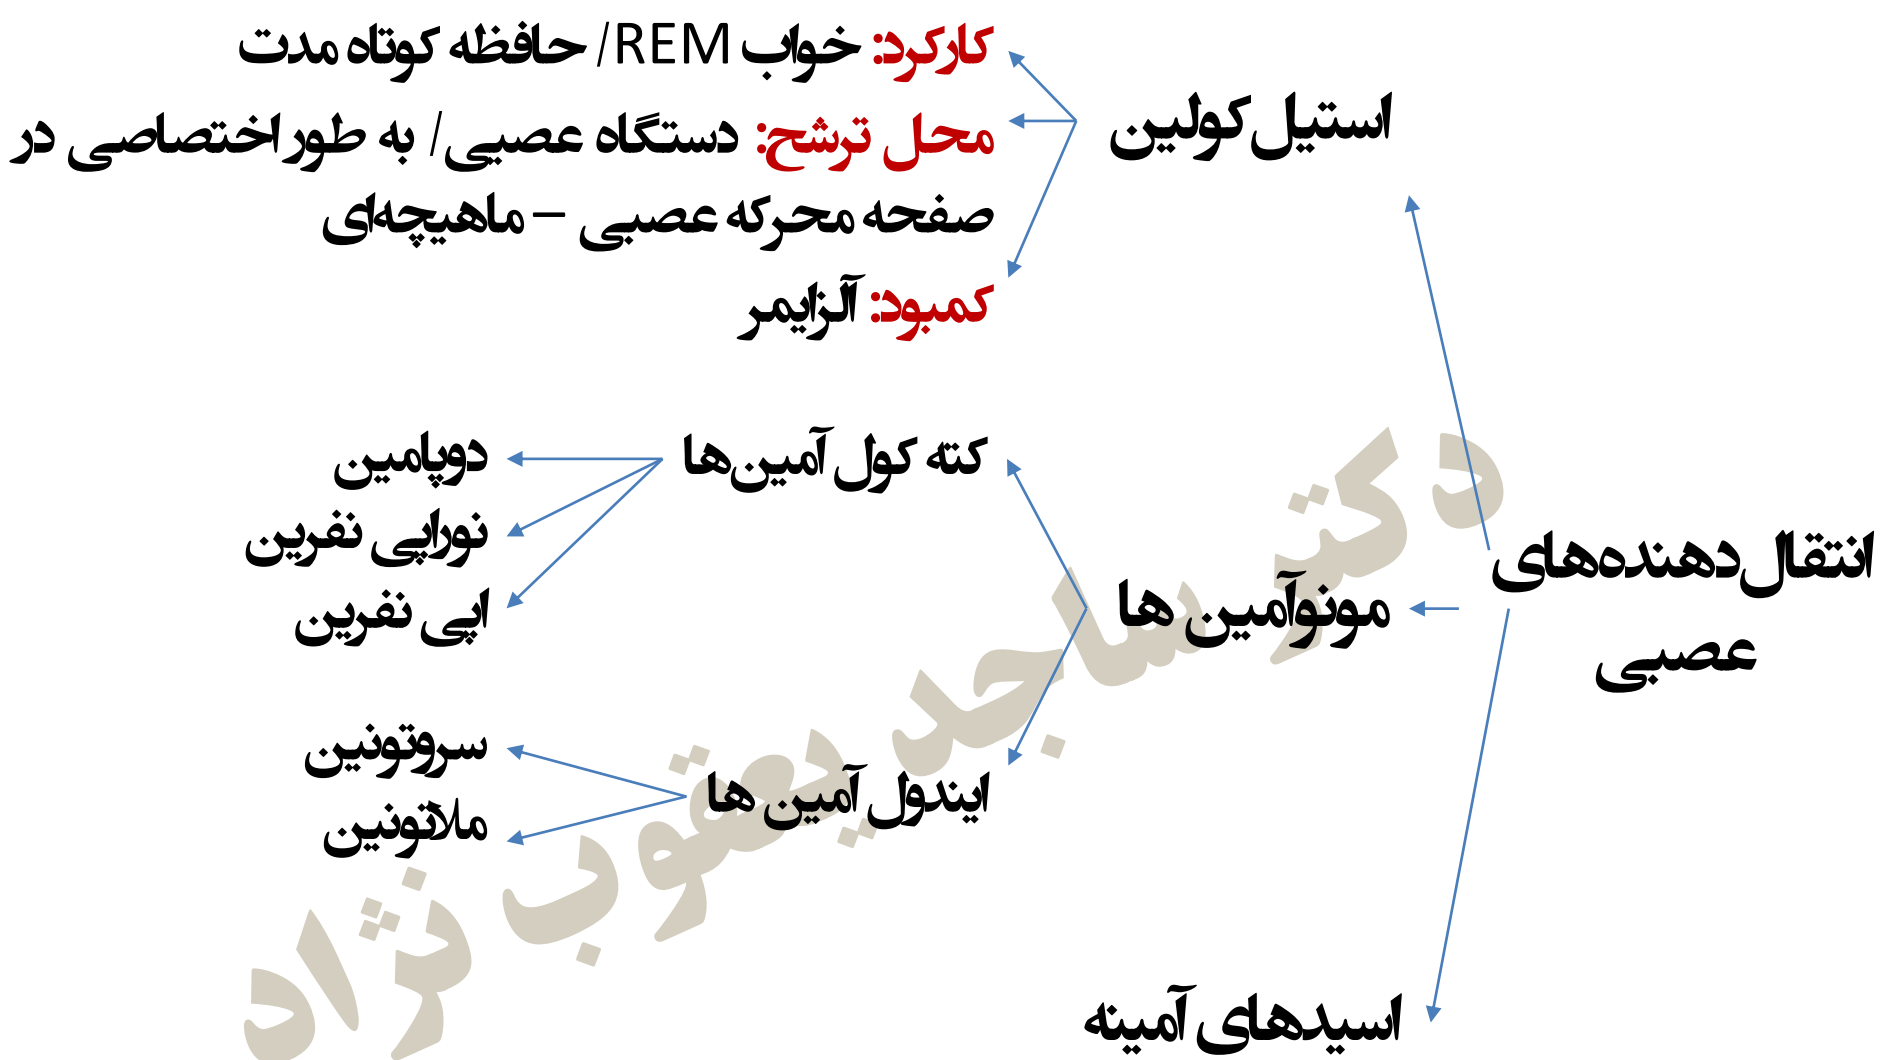 انتقال‌دهنده‌های
عصبی
استیل کولین
کارکرد: خواب REM/ حافظه کوتاه مدت
محل ترشح: دستگاه عصبی/ به طور اختصاصی در
صفحه محرکه عصبی – ماهیچه‌ای
کمبود: آلزایمر
مونوآمین ها
کته کول آمین‌ها
دوپامین
نوراپی نفرین
اپی نفرین
ایندول آمین ها
سروتونین
ملاتونین
اسیدهای آمینه
دکتر ساجد یعقوب نژاد